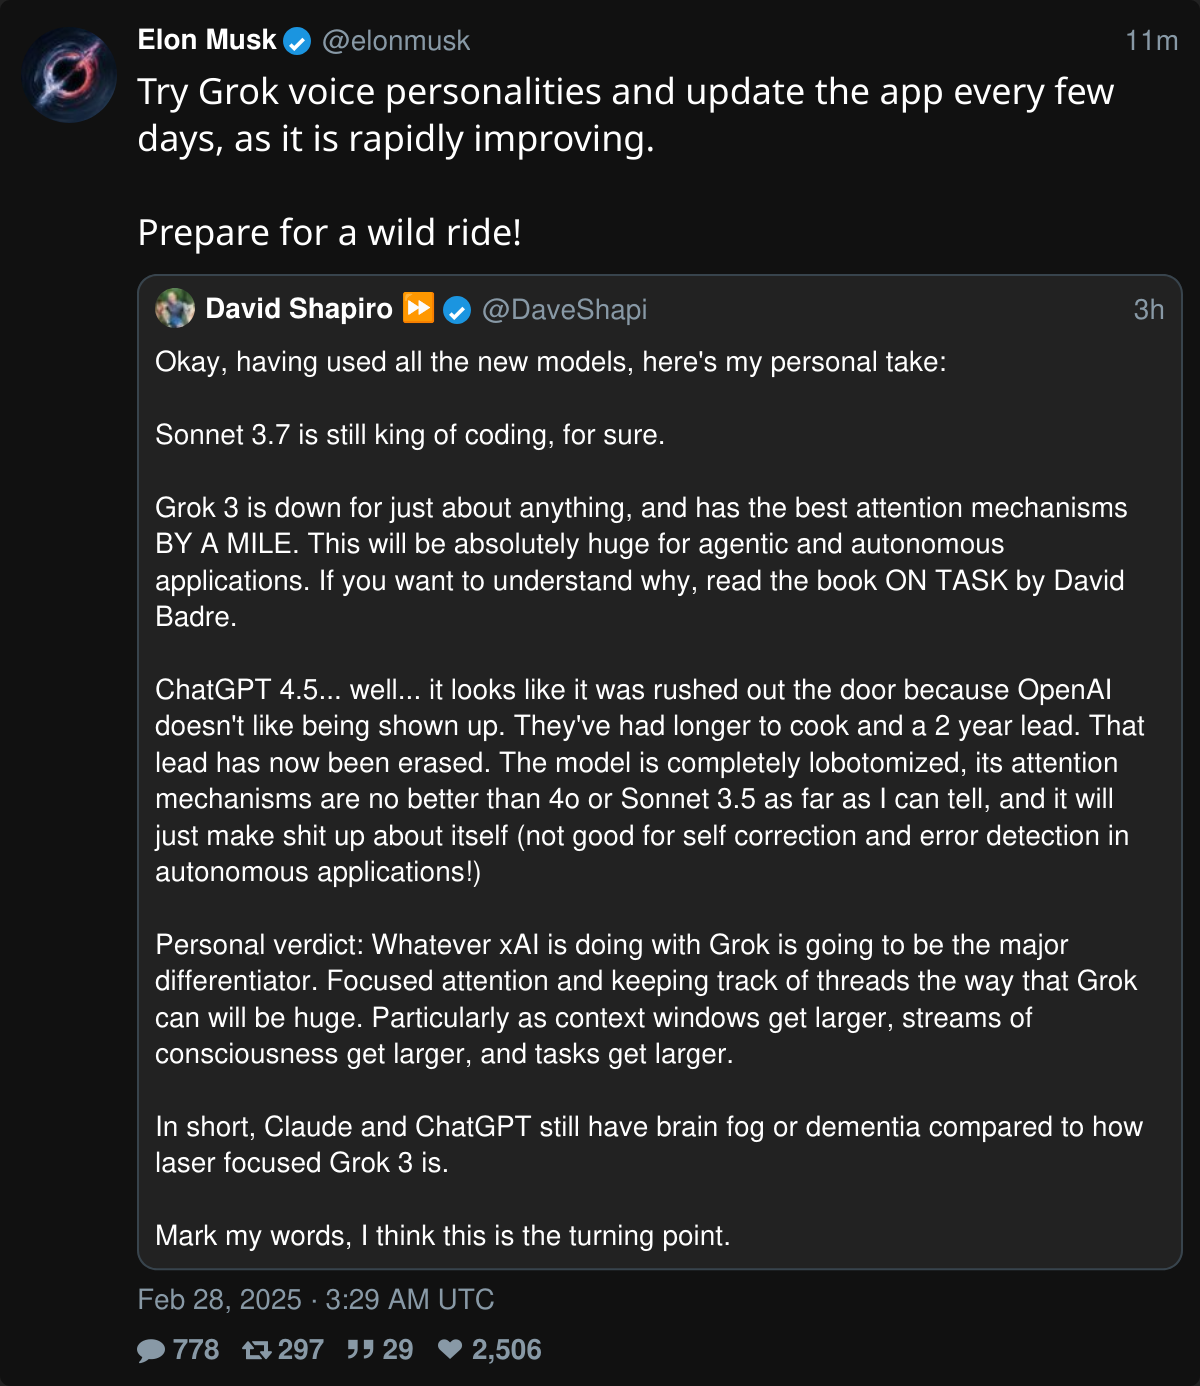 Elon Musk @elonmusk 11m
Try Grok voice personalities and update the app every few
days, as it is rapidly improving.
Prepare for a wild ride!
David Shapiro ⏩ @DaveShapi 3h
Okay, having used all the new models, here's my personal take:
Sonnet 3.7 is still king of coding, for sure.
Grok 3 is down for just about anything, and has the best attention mechanisms
BY A MILE. This will be absolutely huge for agentic and autonomous
applications. If you want to understand why, read the book ON TASK by David
Badre.
ChatGPT 4.5... well... it looks like it was rushed out the door because OpenAI
doesn't like being shown up. They've had longer to cook and a 2 year lead. That
lead has now been erased. The model is completely lobotomized, its attention
mechanisms are no better than 4o or Sonnet 3.5 as far as I can tell, and it will
just make shit up about itself (not good for self correction and error detection in
autonomous applications!)
Personal verdict: Whatever xAI is doing with Grok is going to be the major
differentiator. Focused attention and keeping track of threads the way that Grok
can will be huge. Particularly as context windows get larger, streams of
consciousness get larger, and tasks get larger.
In short, Claude and ChatGPT still have brain fog or dementia compared to how
laser focused Grok 3 is.
Mark my words, I think this is the turning point.
Feb 28, 2025 · 3:29 AM UTC
778 297 29 2,506